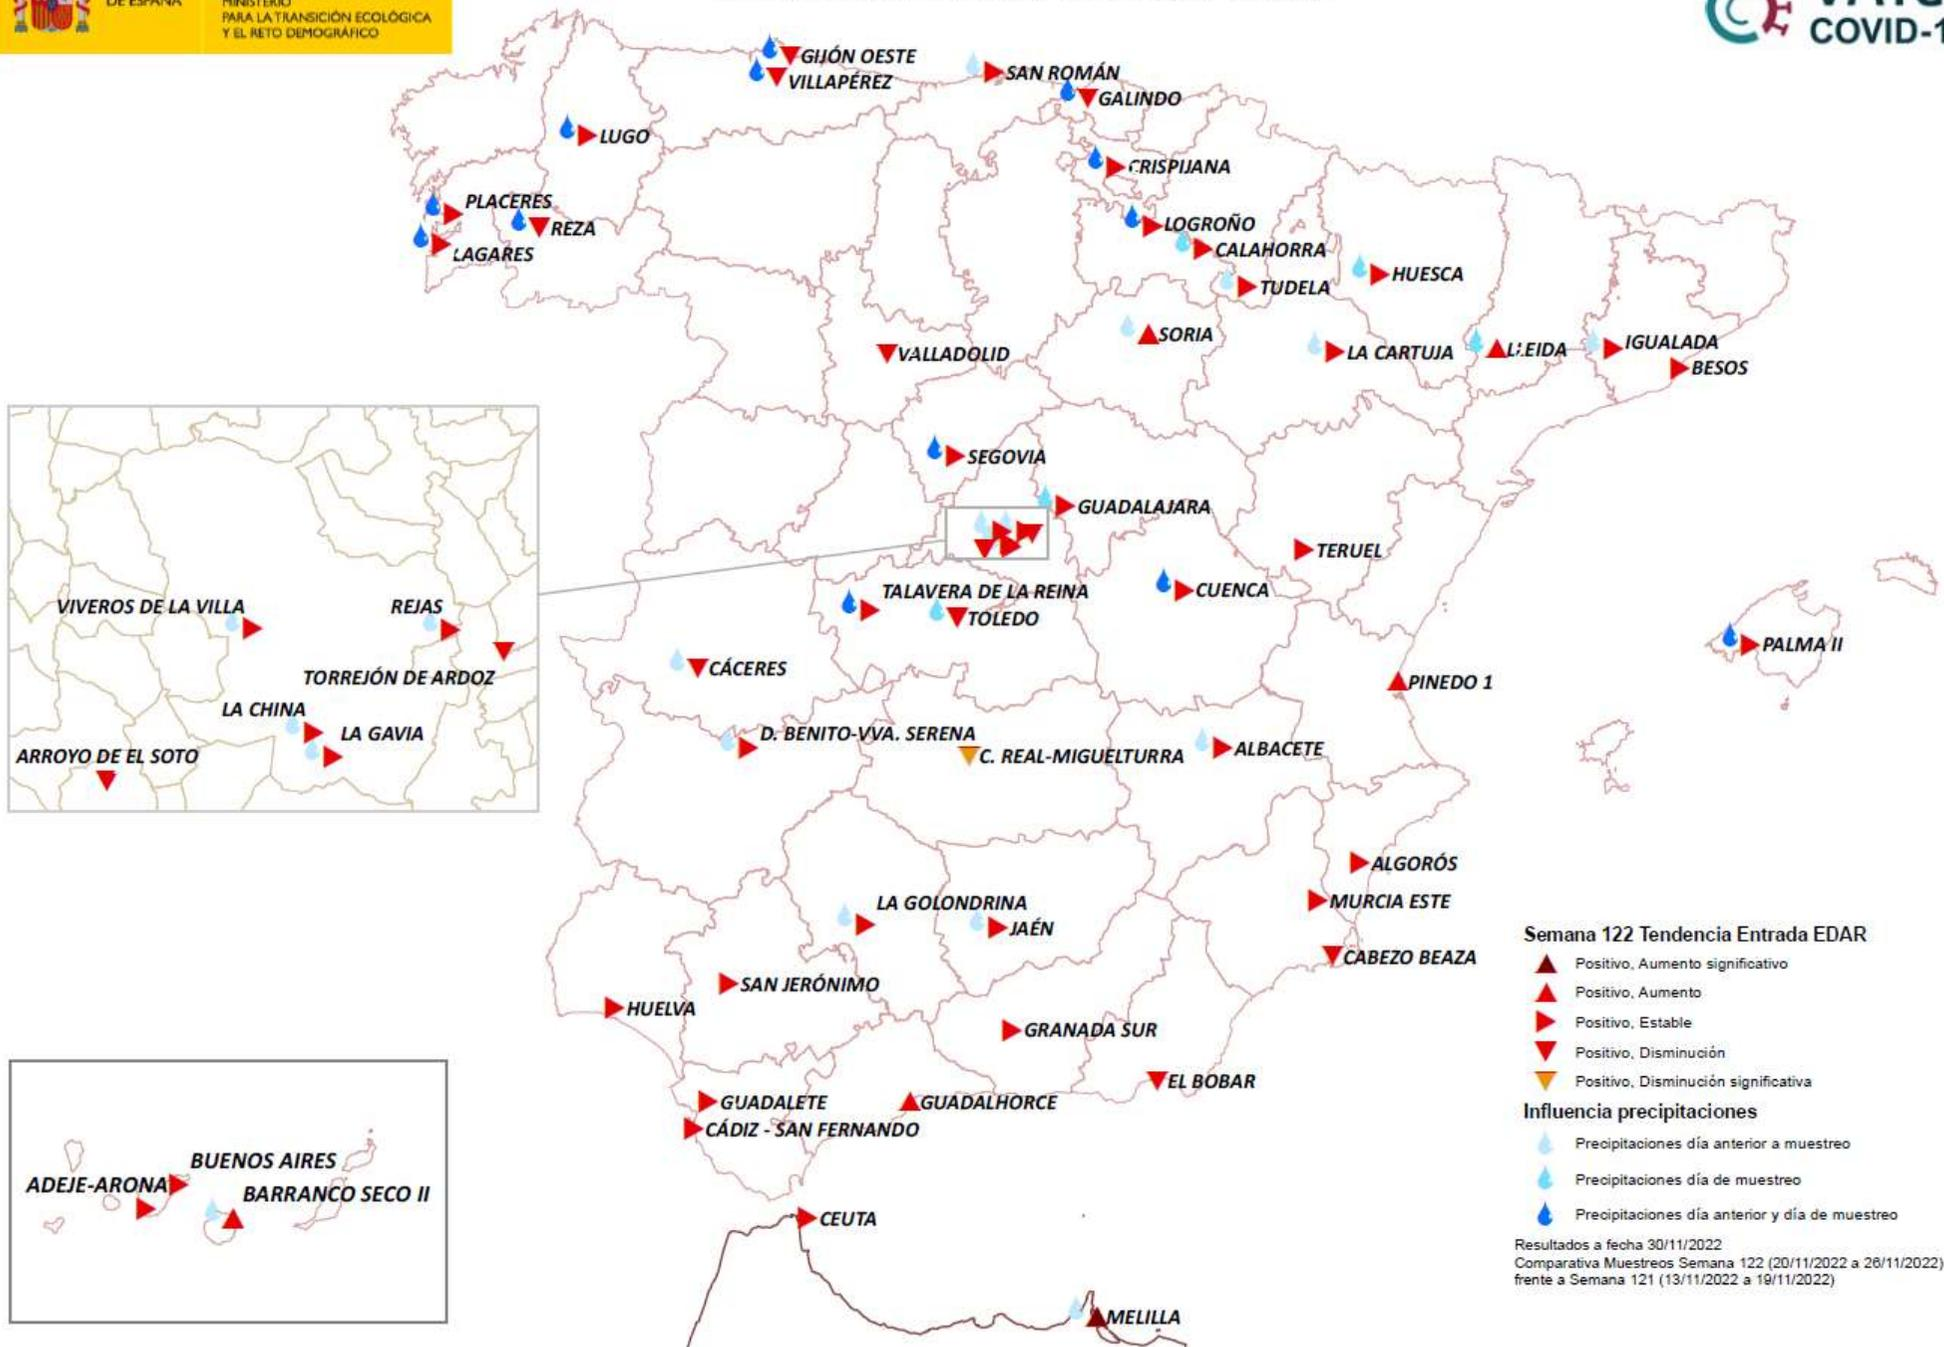 DE ESPAÑA
MINISTERIO
PARA LA TRANSICIÓN ECOLÓGICA
Y EL RETO DEMOGRÁFICO
COVID-1
GIJÓN OESTE
VILLAPÉREZ
SAN ROMÁN
GALINDO
LUGO
CRISPIJANA
PLACERES
REZA
LAGARES
LOGROÑO
CALAHORRA
TUDELA
HUESCA
SORIA
VALLADOLID
LA CARTUJA
LLEIDA
IGUALADA
BESOS
SEGOVIA
GUADALAJARA
TERUEL
TALAVERA DE LA REINA
TOLEDO
CUENCA
VIVEROS DE LA VILLA
REJAS
TORREJÓN DE ARDOZ
LA CHINA
LA GAVIA
ARROYO DE EL SOTO
CÁCERES
PALMA II
PINEDO 1
D. BENITO-VVA. SERENA
C. REAL-MIGUELTURRA
ALBACETE
ALGORÓS
MURCIA ESTE
LA GOLONDRINA
JAÉN
CABEZO BEAZA
SAN JERÓNIMO
HUELVA
GRANADA SUR
EL BOBAR
GUADALETE
GUADALHORCE
CÁDIZ - SAN FERNANDO
BUENOS AIRES
ADEJE-ARONA
BARRANCO SECO II
CEUTA
MELILLA
Semana 122 Tendencia Entrada EDAR
Positivo, Aumento significativo
Positivo, Aumento
Positivo, Estable
Positivo, Disminución
Positivo, Disminución significativa
Influencia precipitaciones
Precipitaciones día anterior a muestreo
Precipitaciones día de muestreo
Precipitaciones día anterior y día de muestreo
Resultados a fecha 30/11/2022
Comparativa Muestreos Semana 122 (20/11/2022 a 26/11/2022)
frente a Semana 121 (13/11/2022 a 19/11/2022)